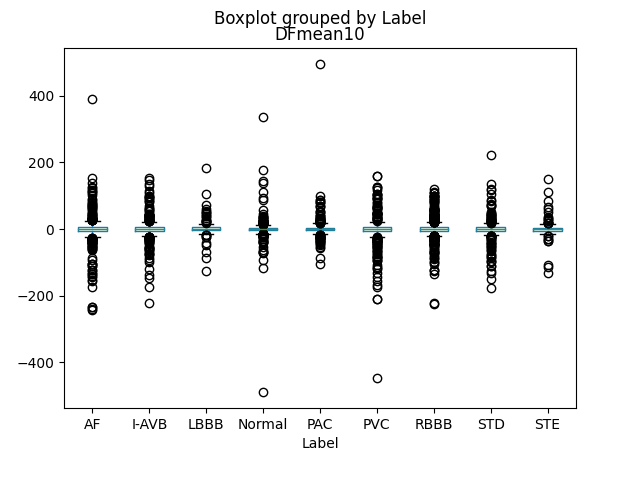 Boxplot grouped by Label
DFmean10
400
200
0
−200
−400
AF I-AVB LBBB Normal PAC PVC RBBB STD STE
Label